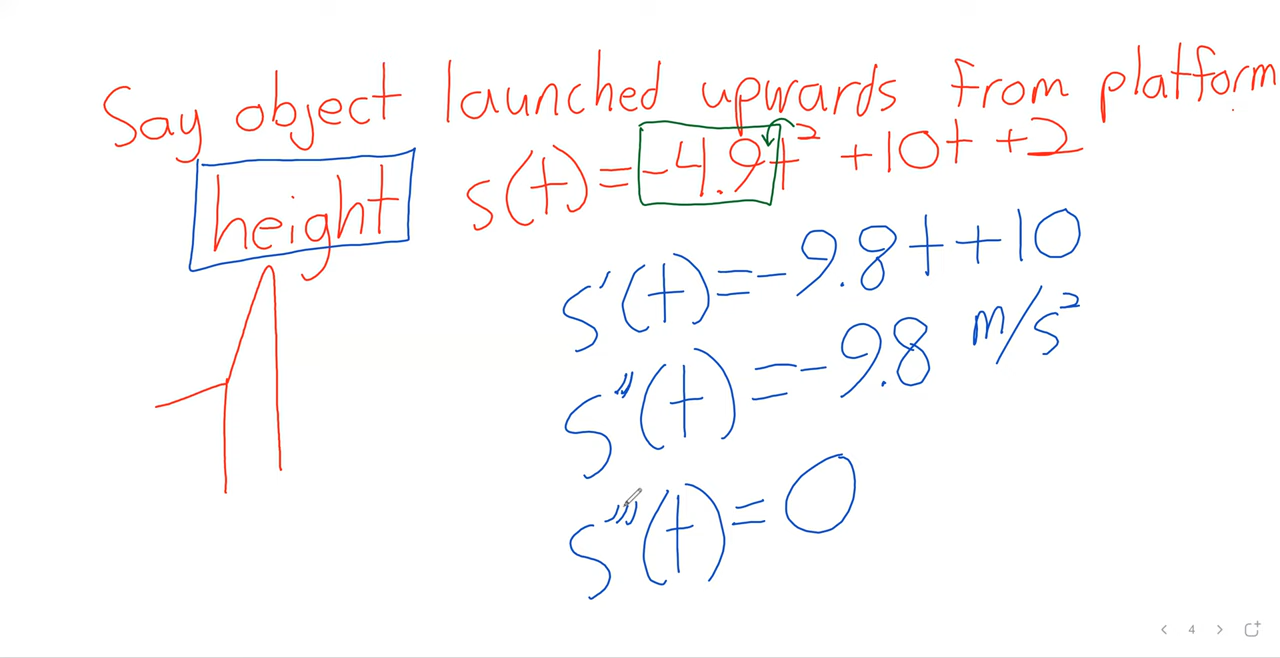 Say object launched upwards from platform
height
s(t) = -4.9t² + 10t + 2
s'(t) = -9.8t + 10
s''(t) = -9.8 m/s²
s'''(t) = 0
4